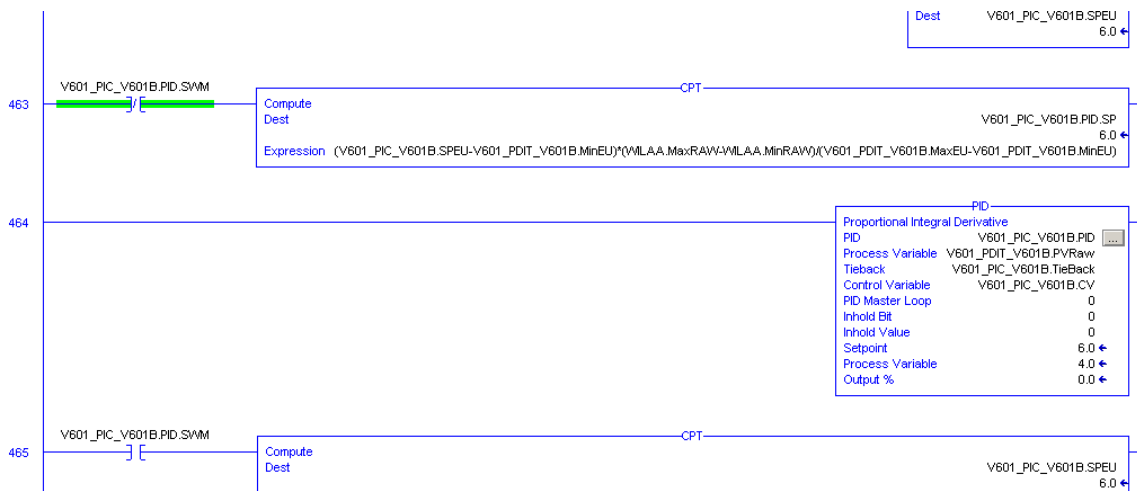 Dest V601_PIC_V601B.SPEU
6.0
V601_PIC_V601B.PID.SWM
463
CPT
Compute
Dest V601_PIC_V601B.PID.SP
6.0
Expression (V601_PIC_V601B.SPEU-V601_PDIT_V601B.MinEU)*(WILAA.MaxRAW-WILAA.MinRAW)/(V601_PDIT_V601B.MaxEU-V601_PDIT_V601B.MinEU)
464
PID
Proportional Integral Derivative
PID V601_PIC_V601B.PID ...
Process Variable V601_PDIT_V601B.PVRaw
Tieback V601_PIC_V601B.TieBack
Control Variable V601_PIC_V601B.CV
PID Master Loop 0
Inhold Bit 0
Inhold Value 0
Setpoint 6.0
Process Variable 4.0
Output % 0.0
V601_PIC_V601B.PID.SWM
465
CPT
Compute
Dest V601_PIC_V601B.SPEU
6.0